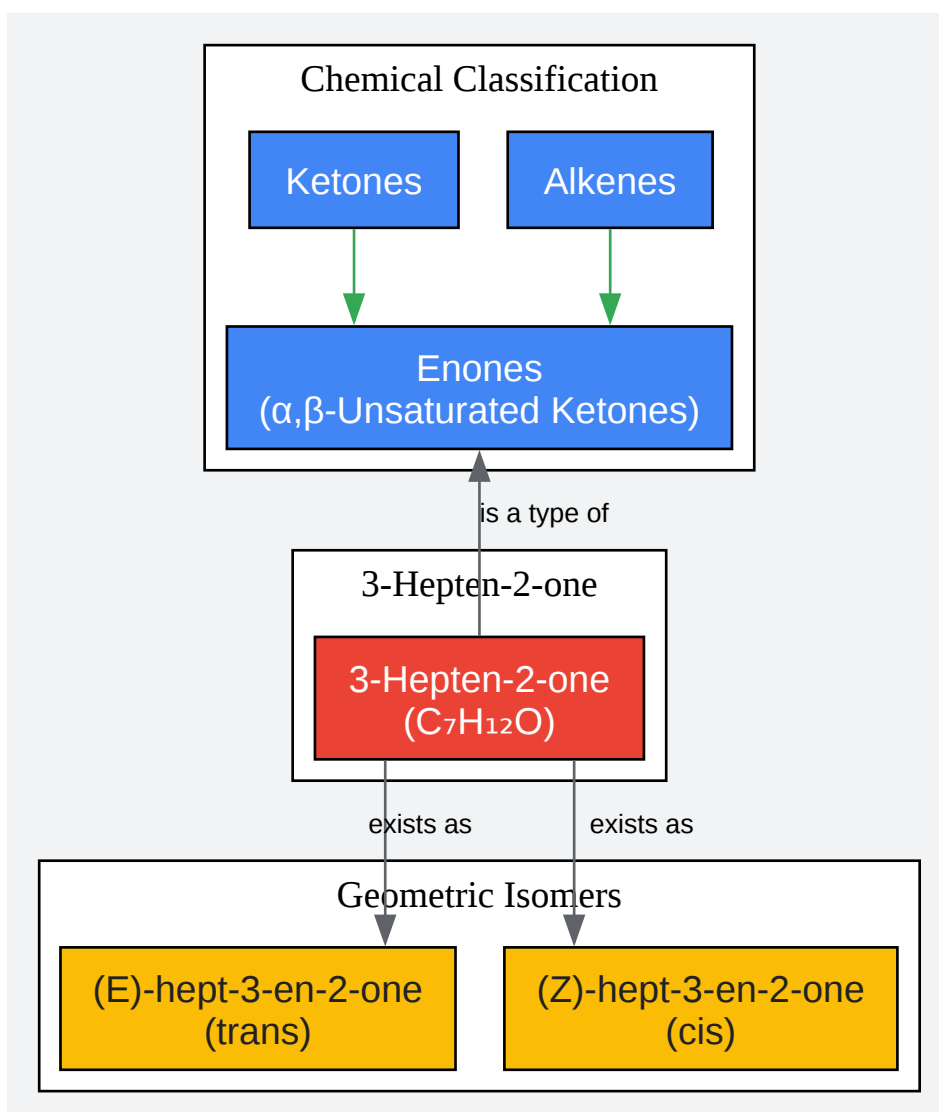 Chemical Classification
Ketones
Alkenes
Enones
(α,β-Unsaturated Ketones)
is a type of
3-Hepten-2-one
3-Hepten-2-one
(C₇H₁₂O)
exists as
exists as
Geometric Isomers
(E)-hept-3-en-2-one
(trans)
(Z)-hept-3-en-2-one
(cis)